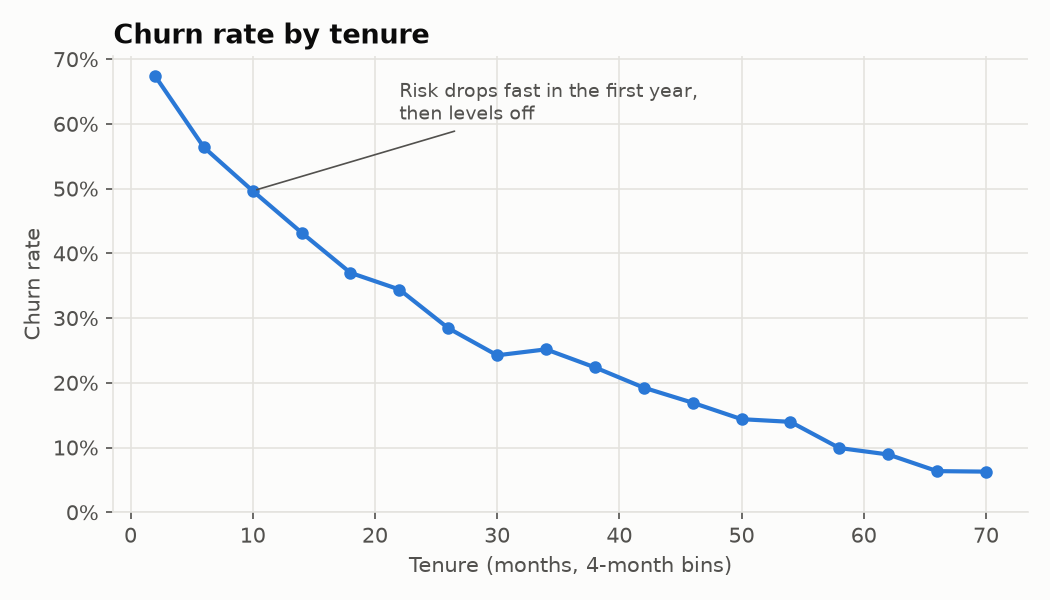 Churn rate by tenure
70%
60%
50%
40%
30%
20%
10%
0%
Churn rate
Risk drops fast in the first year,
then levels off
0 10 20 30 40 50 60 70
Tenure (months, 4-month bins)